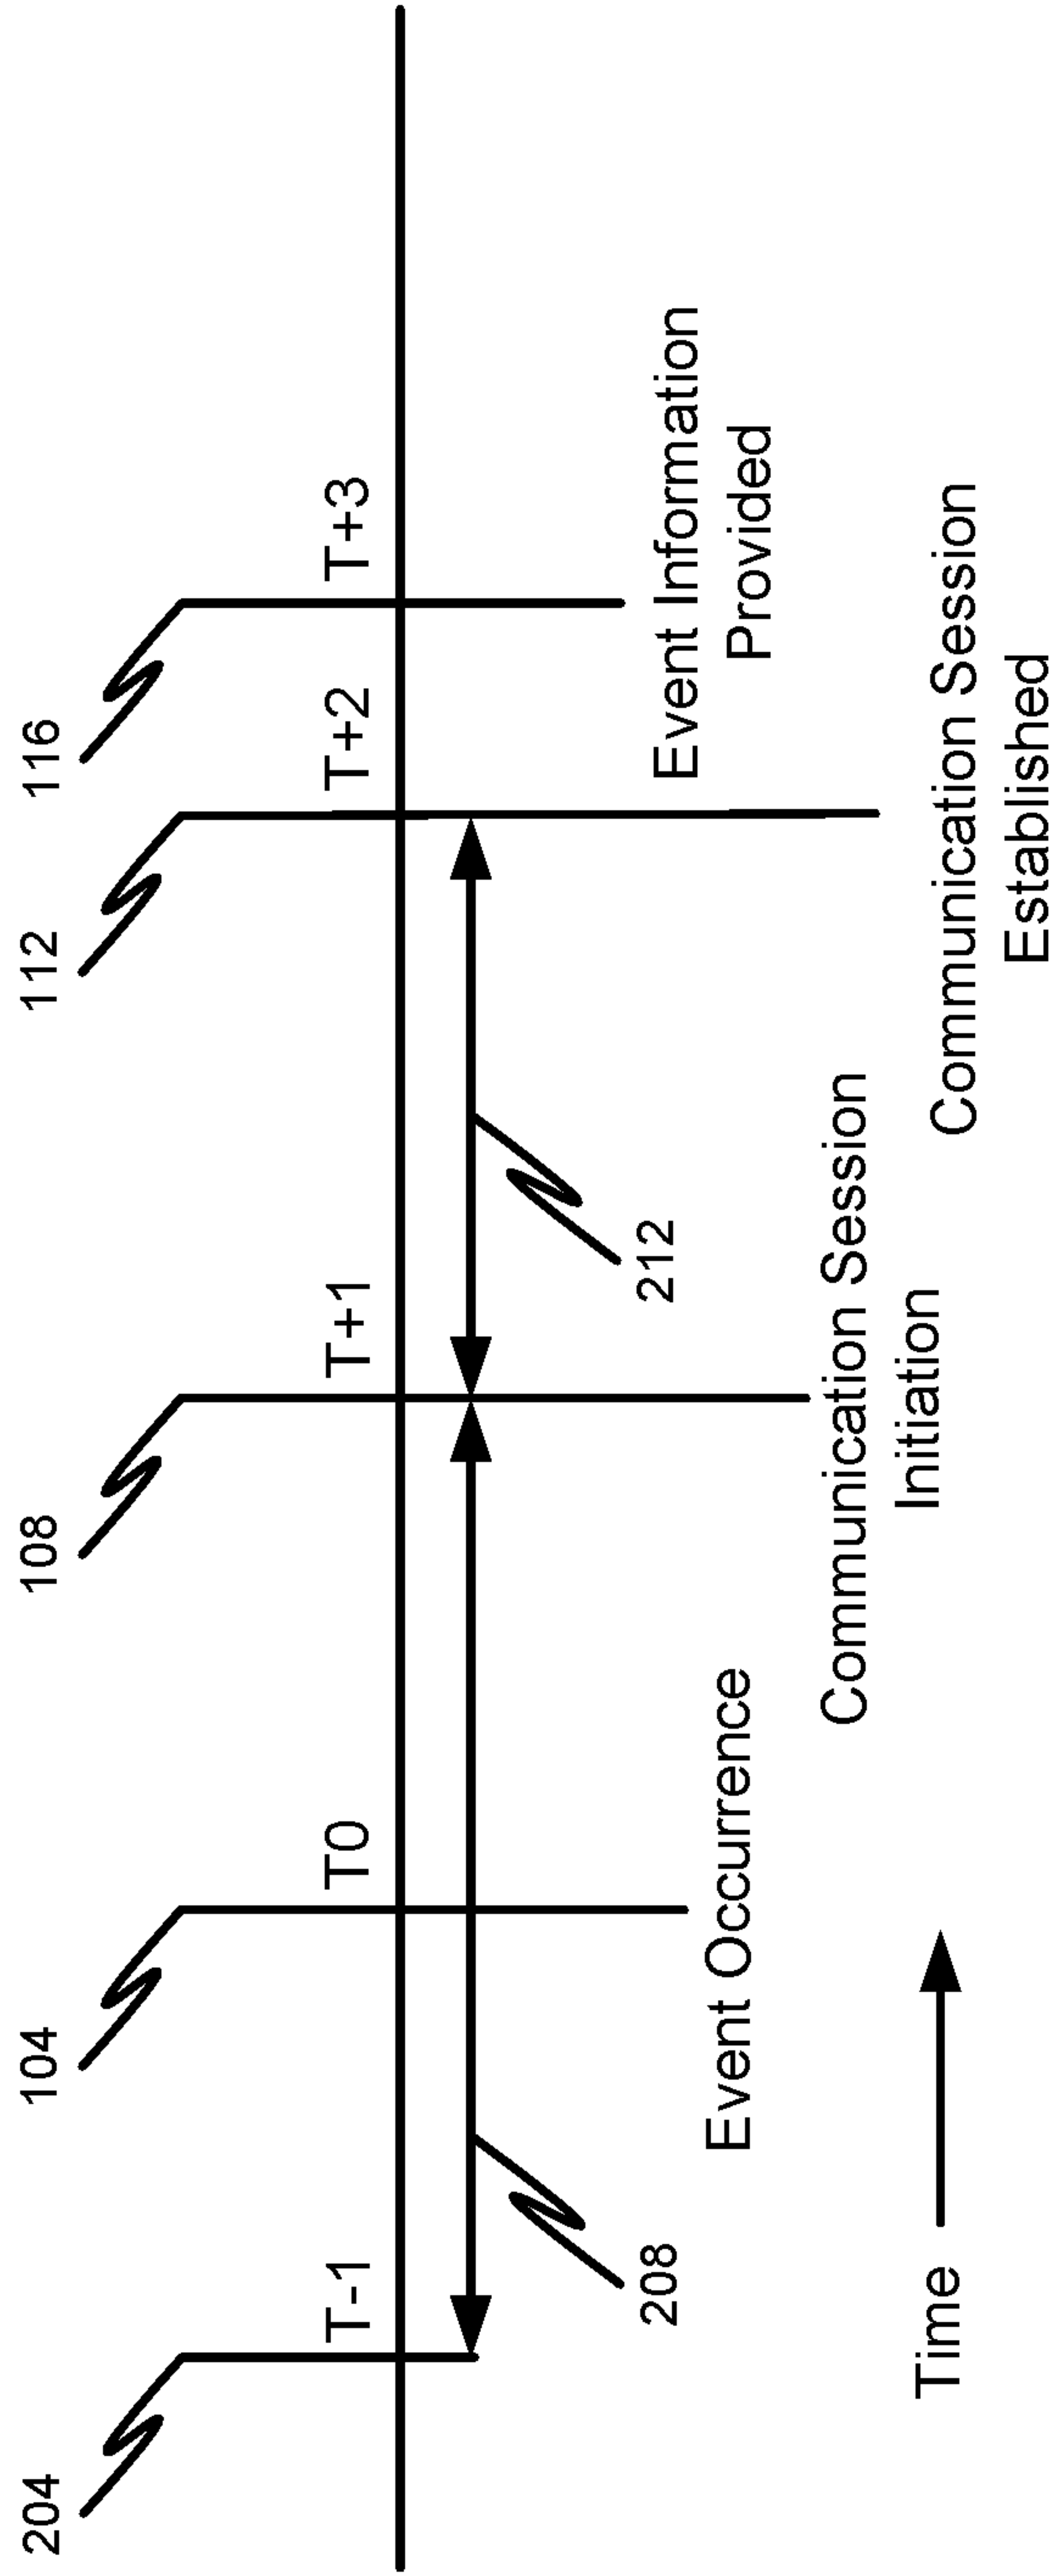 204
104
108
112
116
T-1
T0
T+1
T+2
T+3
208
212
Event Occurrence
Communication Session
Initiation
Communication Session
Established
Event Information
Provided
Time